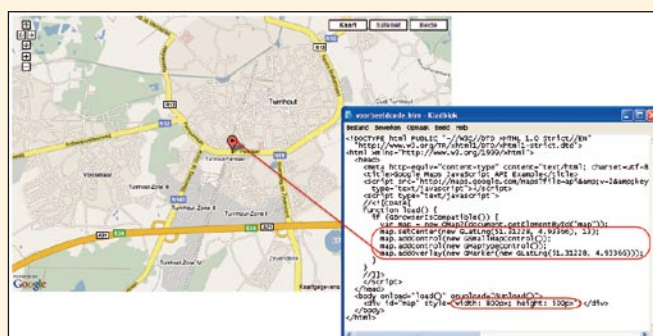 Kaart
Satelliet
Beide
Turnhout
Vosselaar
Turnhout-Zone II
Google
Kaartgegevens
voorbeeldcode.htm - Kladblok
Bestand Bewerken Opmaak Beeld Help
<!DOCTYPE html PUBLIC "-//W3C//DTD XHTML 1.0 Strict//EN"
"http://www.w3.org/TR/xhtml1/DTD/xhtml1-strict.dtd">
<html xmlns="http://www.w3.org/1999/xhtml">
<head>
<meta http-equiv="content-type" content="text/html; charset=utf-8
<title>Google Maps JavaScript API Example</title>
<script src="http://maps.google.com/maps?file=api&amp;v=2&amp;key
type="text/javascript"></script>
<script type="text/javascript">
//<![CDATA[
function load() {
if (GBrowserIsCompatible()) {
var map = new GMap2(document.getElementById("map"));
map.setCenter(new GLatLng(51.31228, 4.93366), 13);
map.addControl(new GSmallMapControl());
map.addControl(new GMapTypeControl());
map.addOverlay(new GMarker(new GLatLng(51.31228, 4.93366)));
}
}
//]]>
</script>
</head>
<body onload="load()" onunload="GUnload()">
<div id="map" style="width: 800px; height: 500px"></div>
</body>
</html>